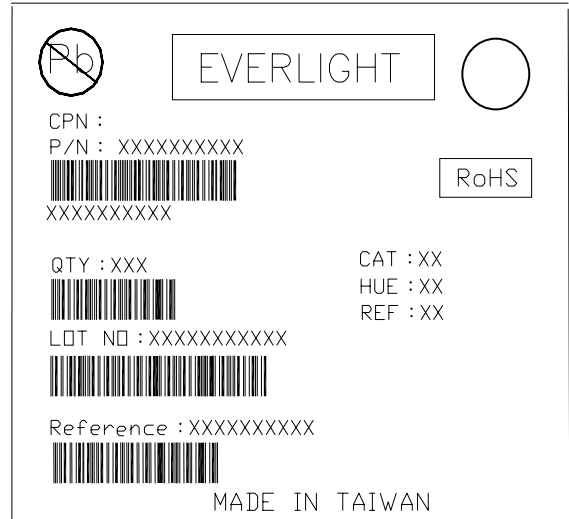 Pb
EVERLIGHT
CPN :
P/N : XXXXXXXXXX
RoHS
XXXXXXXXXX
QTY : XXX
CAT : XX
HUE : XX
REF : XX
LOT NO : XXXXXXXXXXX
Reference : XXXXXXXXXX
MADE IN TAIWAN